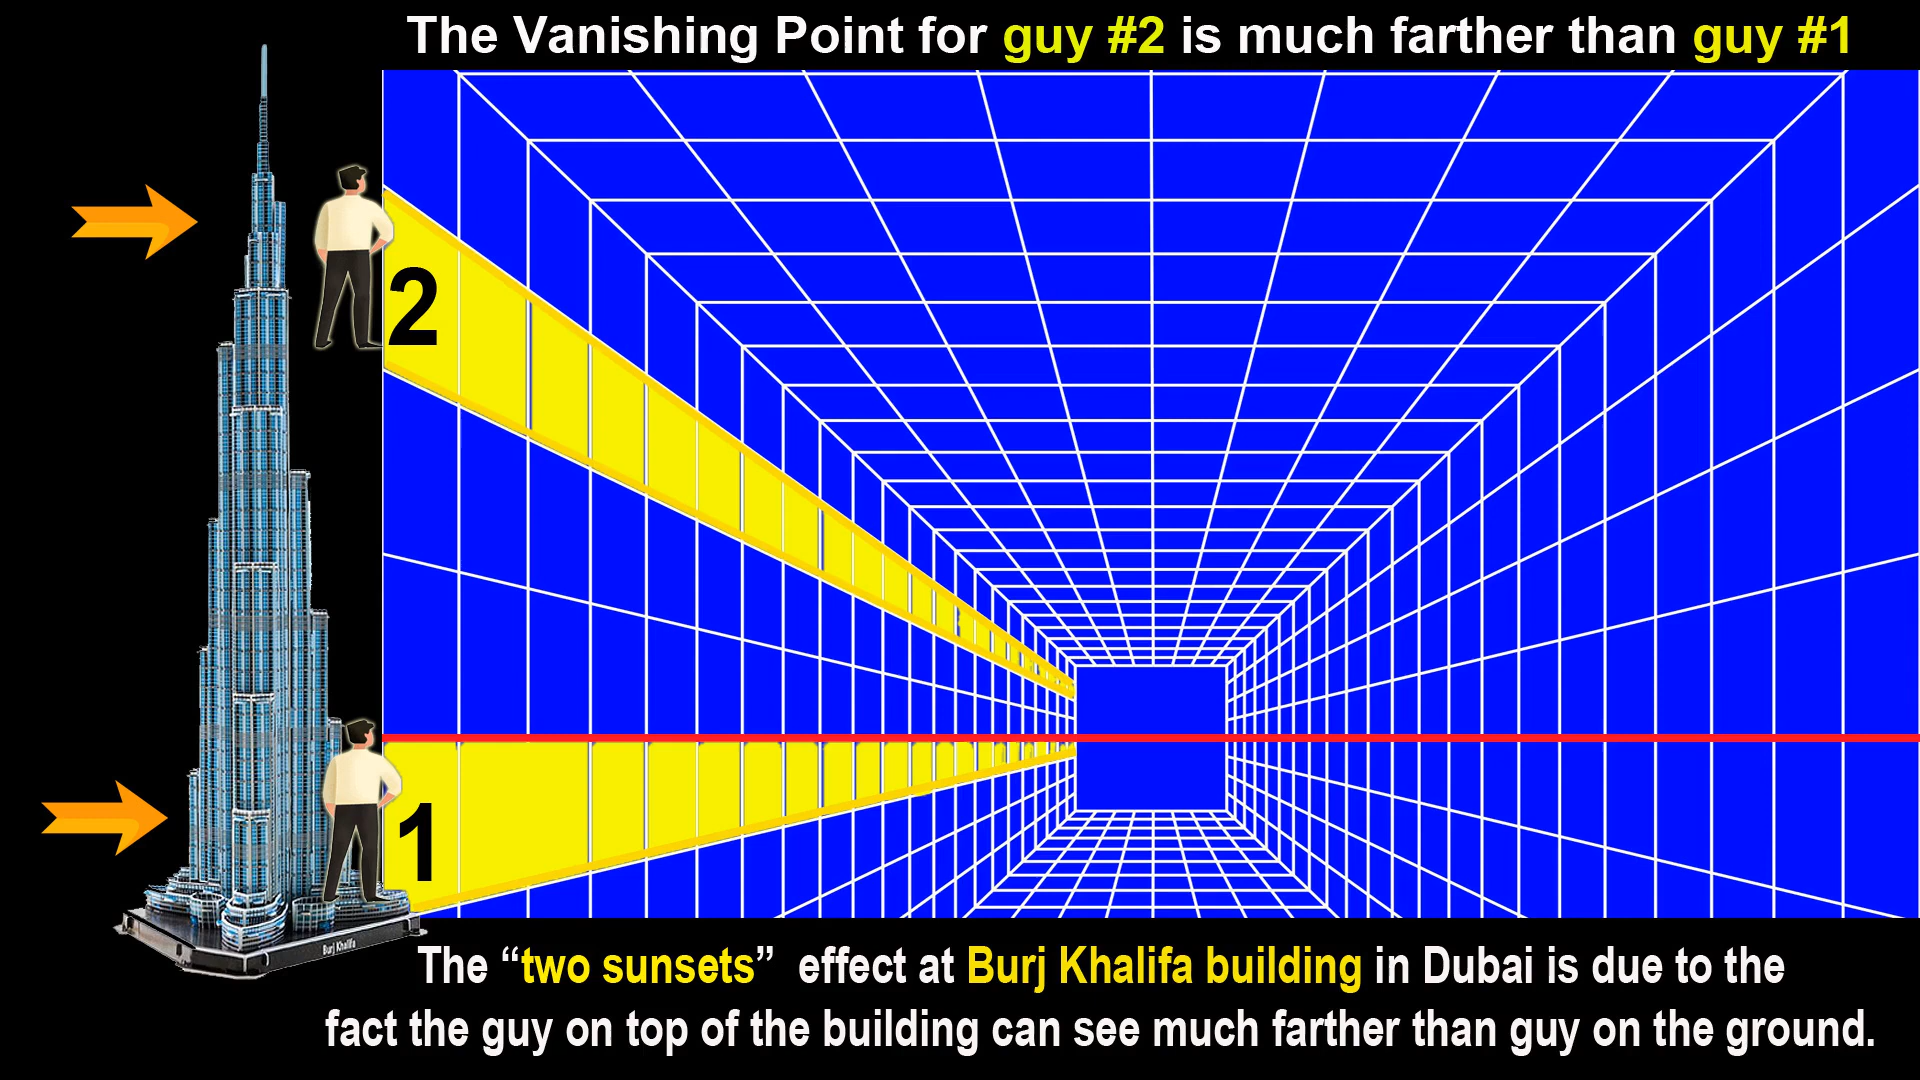 The Vanishing Point for guy #2 is much farther than guy #1
2
1
Burj Khalifa
The “two sunsets” effect at Burj Khalifa building in Dubai is due to the
fact the guy on top of the building can see much farther than guy on the ground.